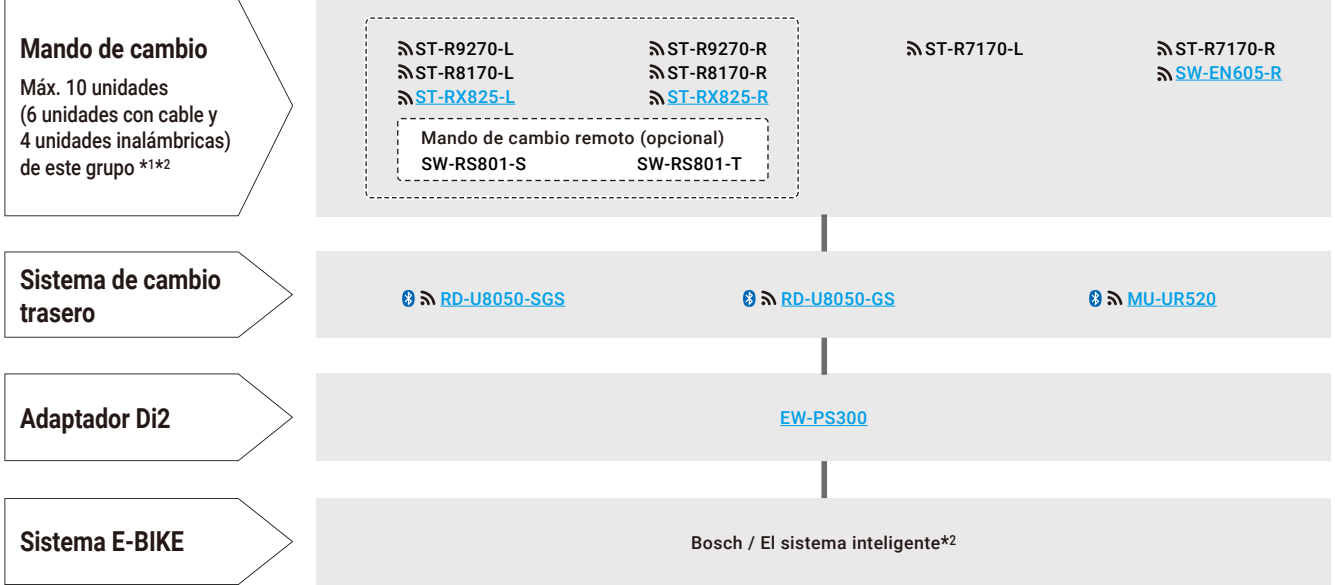 Mando de cambio
Máx. 10 unidades
(6 unidades con cable y
4 unidades inalámbricas)
de este grupo *1*2
ST-R9270-L ST-R9270-R ST-R7170-L ST-R7170-R
ST-R8170-L ST-R8170-R SW-EN605-R
ST-RX825-L ST-RX825-R
Mando de cambio remoto (opcional)
SW-RS801-S SW-RS801-T
Sistema de cambio
trasero
RD-U8050-SGS RD-U8050-GS MU-UR520
Adaptador Di2
EW-PS300
Sistema E-BIKE
Bosch / El sistema inteligente*2